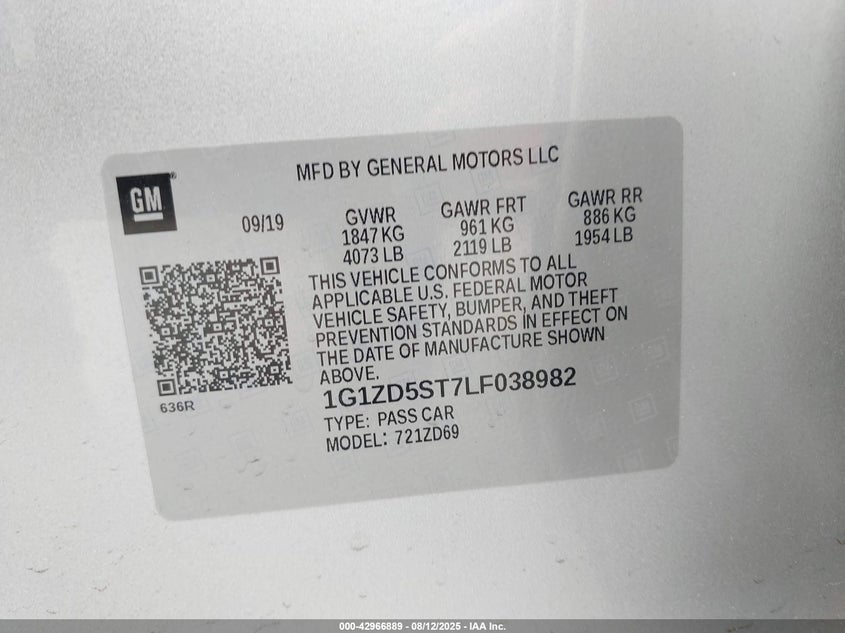 MFD BY GENERAL MOTORS LLC
GM®
09/19
GVWR
1847 KG
4073 LB
GAWR FRT
961 KG
2119 LB
GAWR RR
886 KG
1954 LB
THIS VEHICLE CONFORMS TO ALL
APPLICABLE U.S. FEDERAL MOTOR
VEHICLE SAFETY, BUMPER, AND THEFT
PREVENTION STANDARDS IN EFFECT ON
THE DATE OF MANUFACTURE SHOWN
ABOVE.
636R
1G1ZD5ST7LF038982
TYPE: PASS CAR
MODEL: 721ZD69
000-42966889 - 08/12/2025 - IAA Inc.